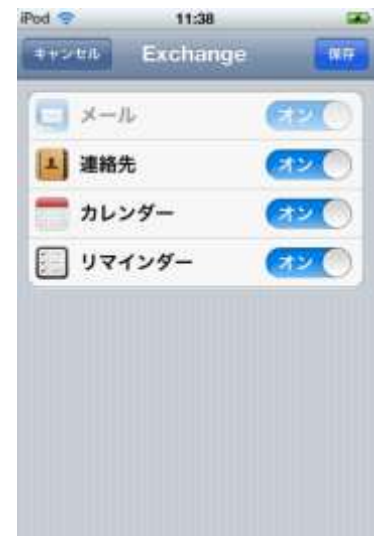 iPod 11:38
キャンセル Exchange 保存
メール オン
連絡先 オン
カレンダー オン
リマインダー オン